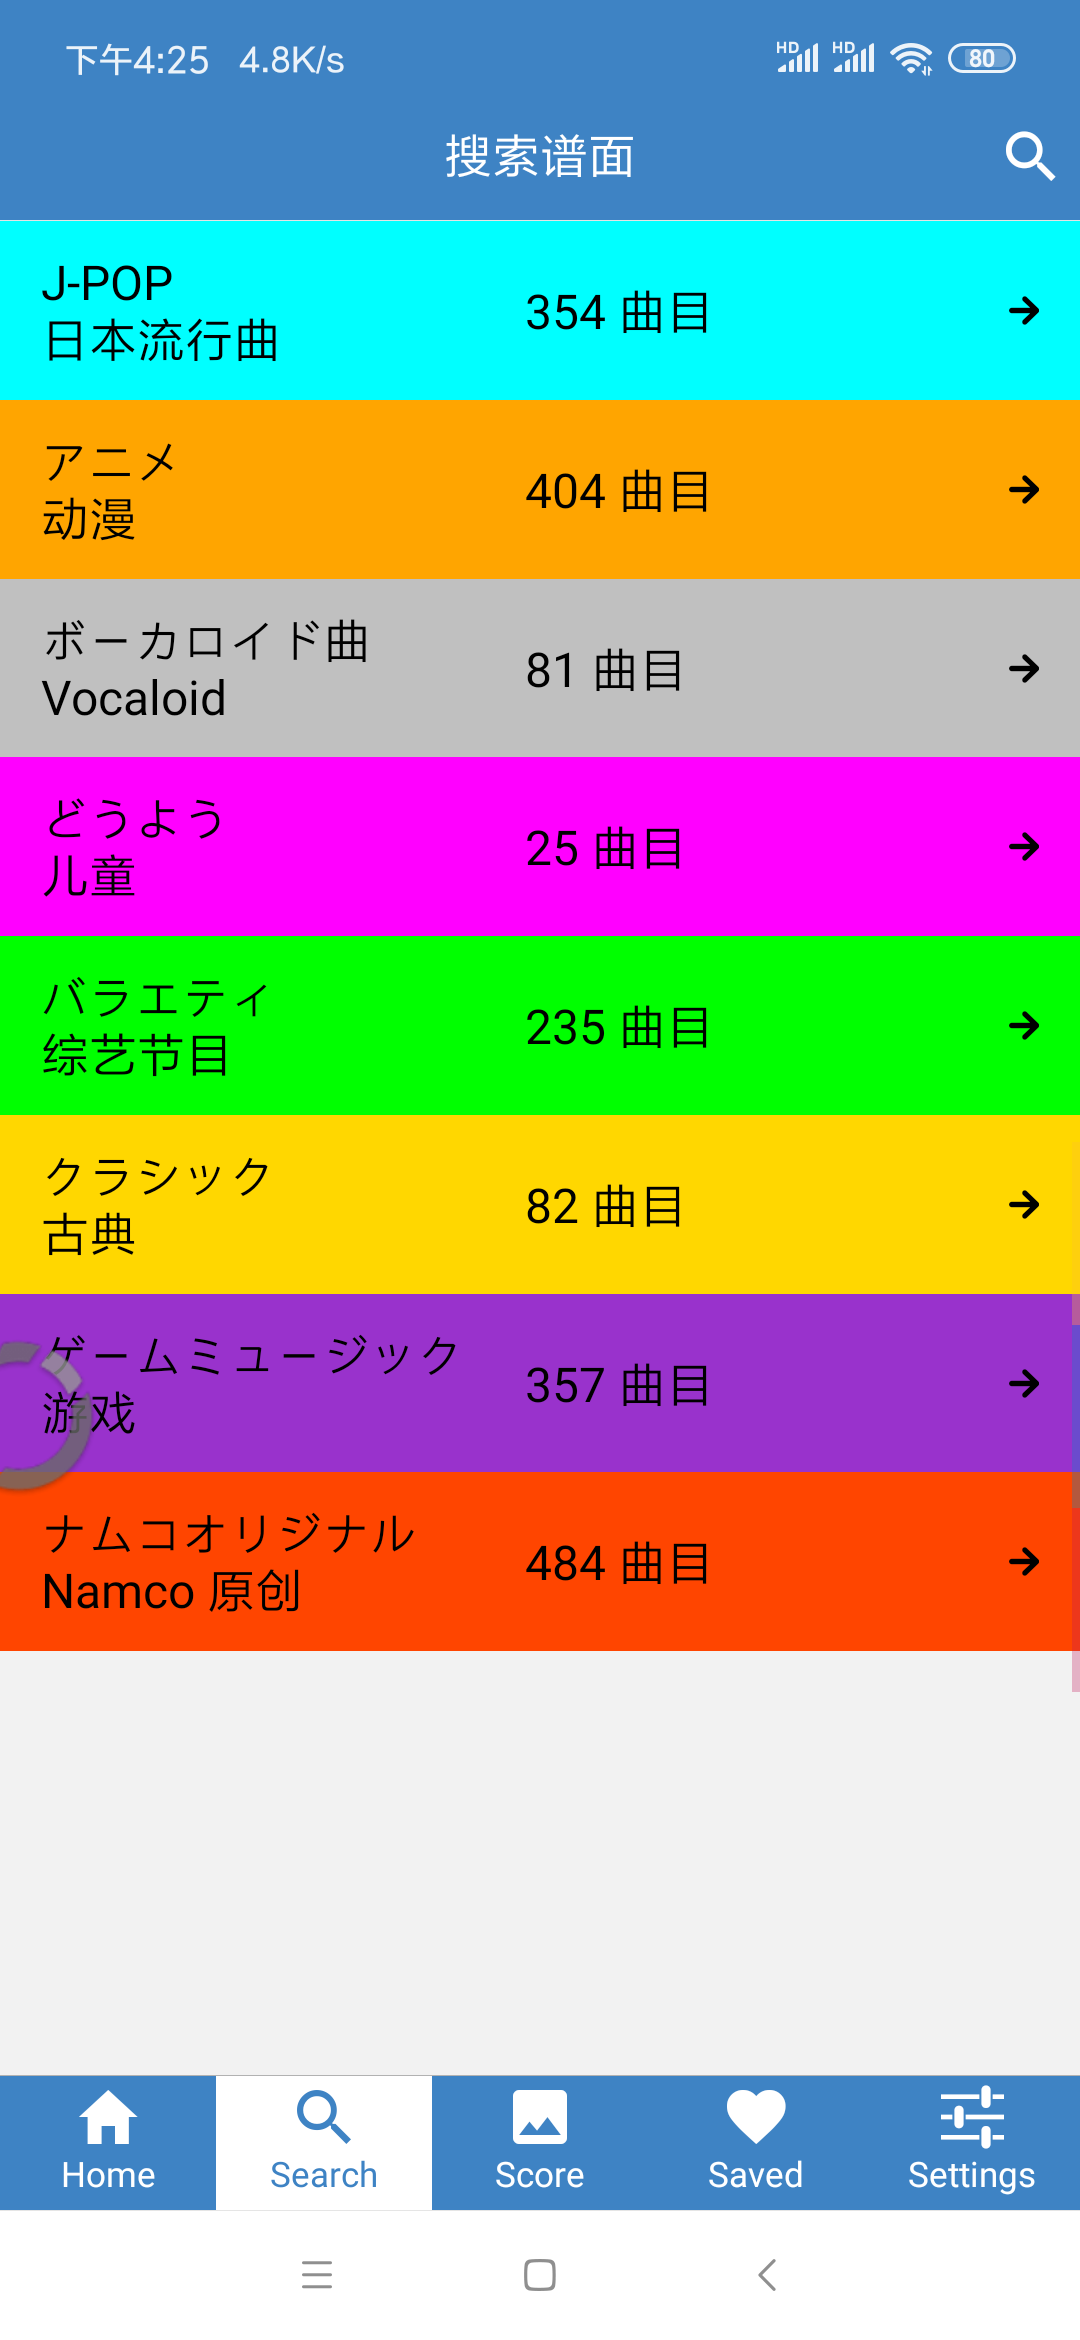 下午4:25 4.8K/s HD HD 80
搜索谱面
J-POP
日本流行曲
354 曲目
アニメ
动漫
404 曲目
ボーカロイド曲
Vocaloid
81 曲目
どうよう
儿童
25 曲目
バラエティ
综艺节目
235 曲目
クラシック
古典
82 曲目
ゲームミュージック
游戏
357 曲目
ナムコオリジナル
Namco 原创
484 曲目
Home Search Score Saved Settings